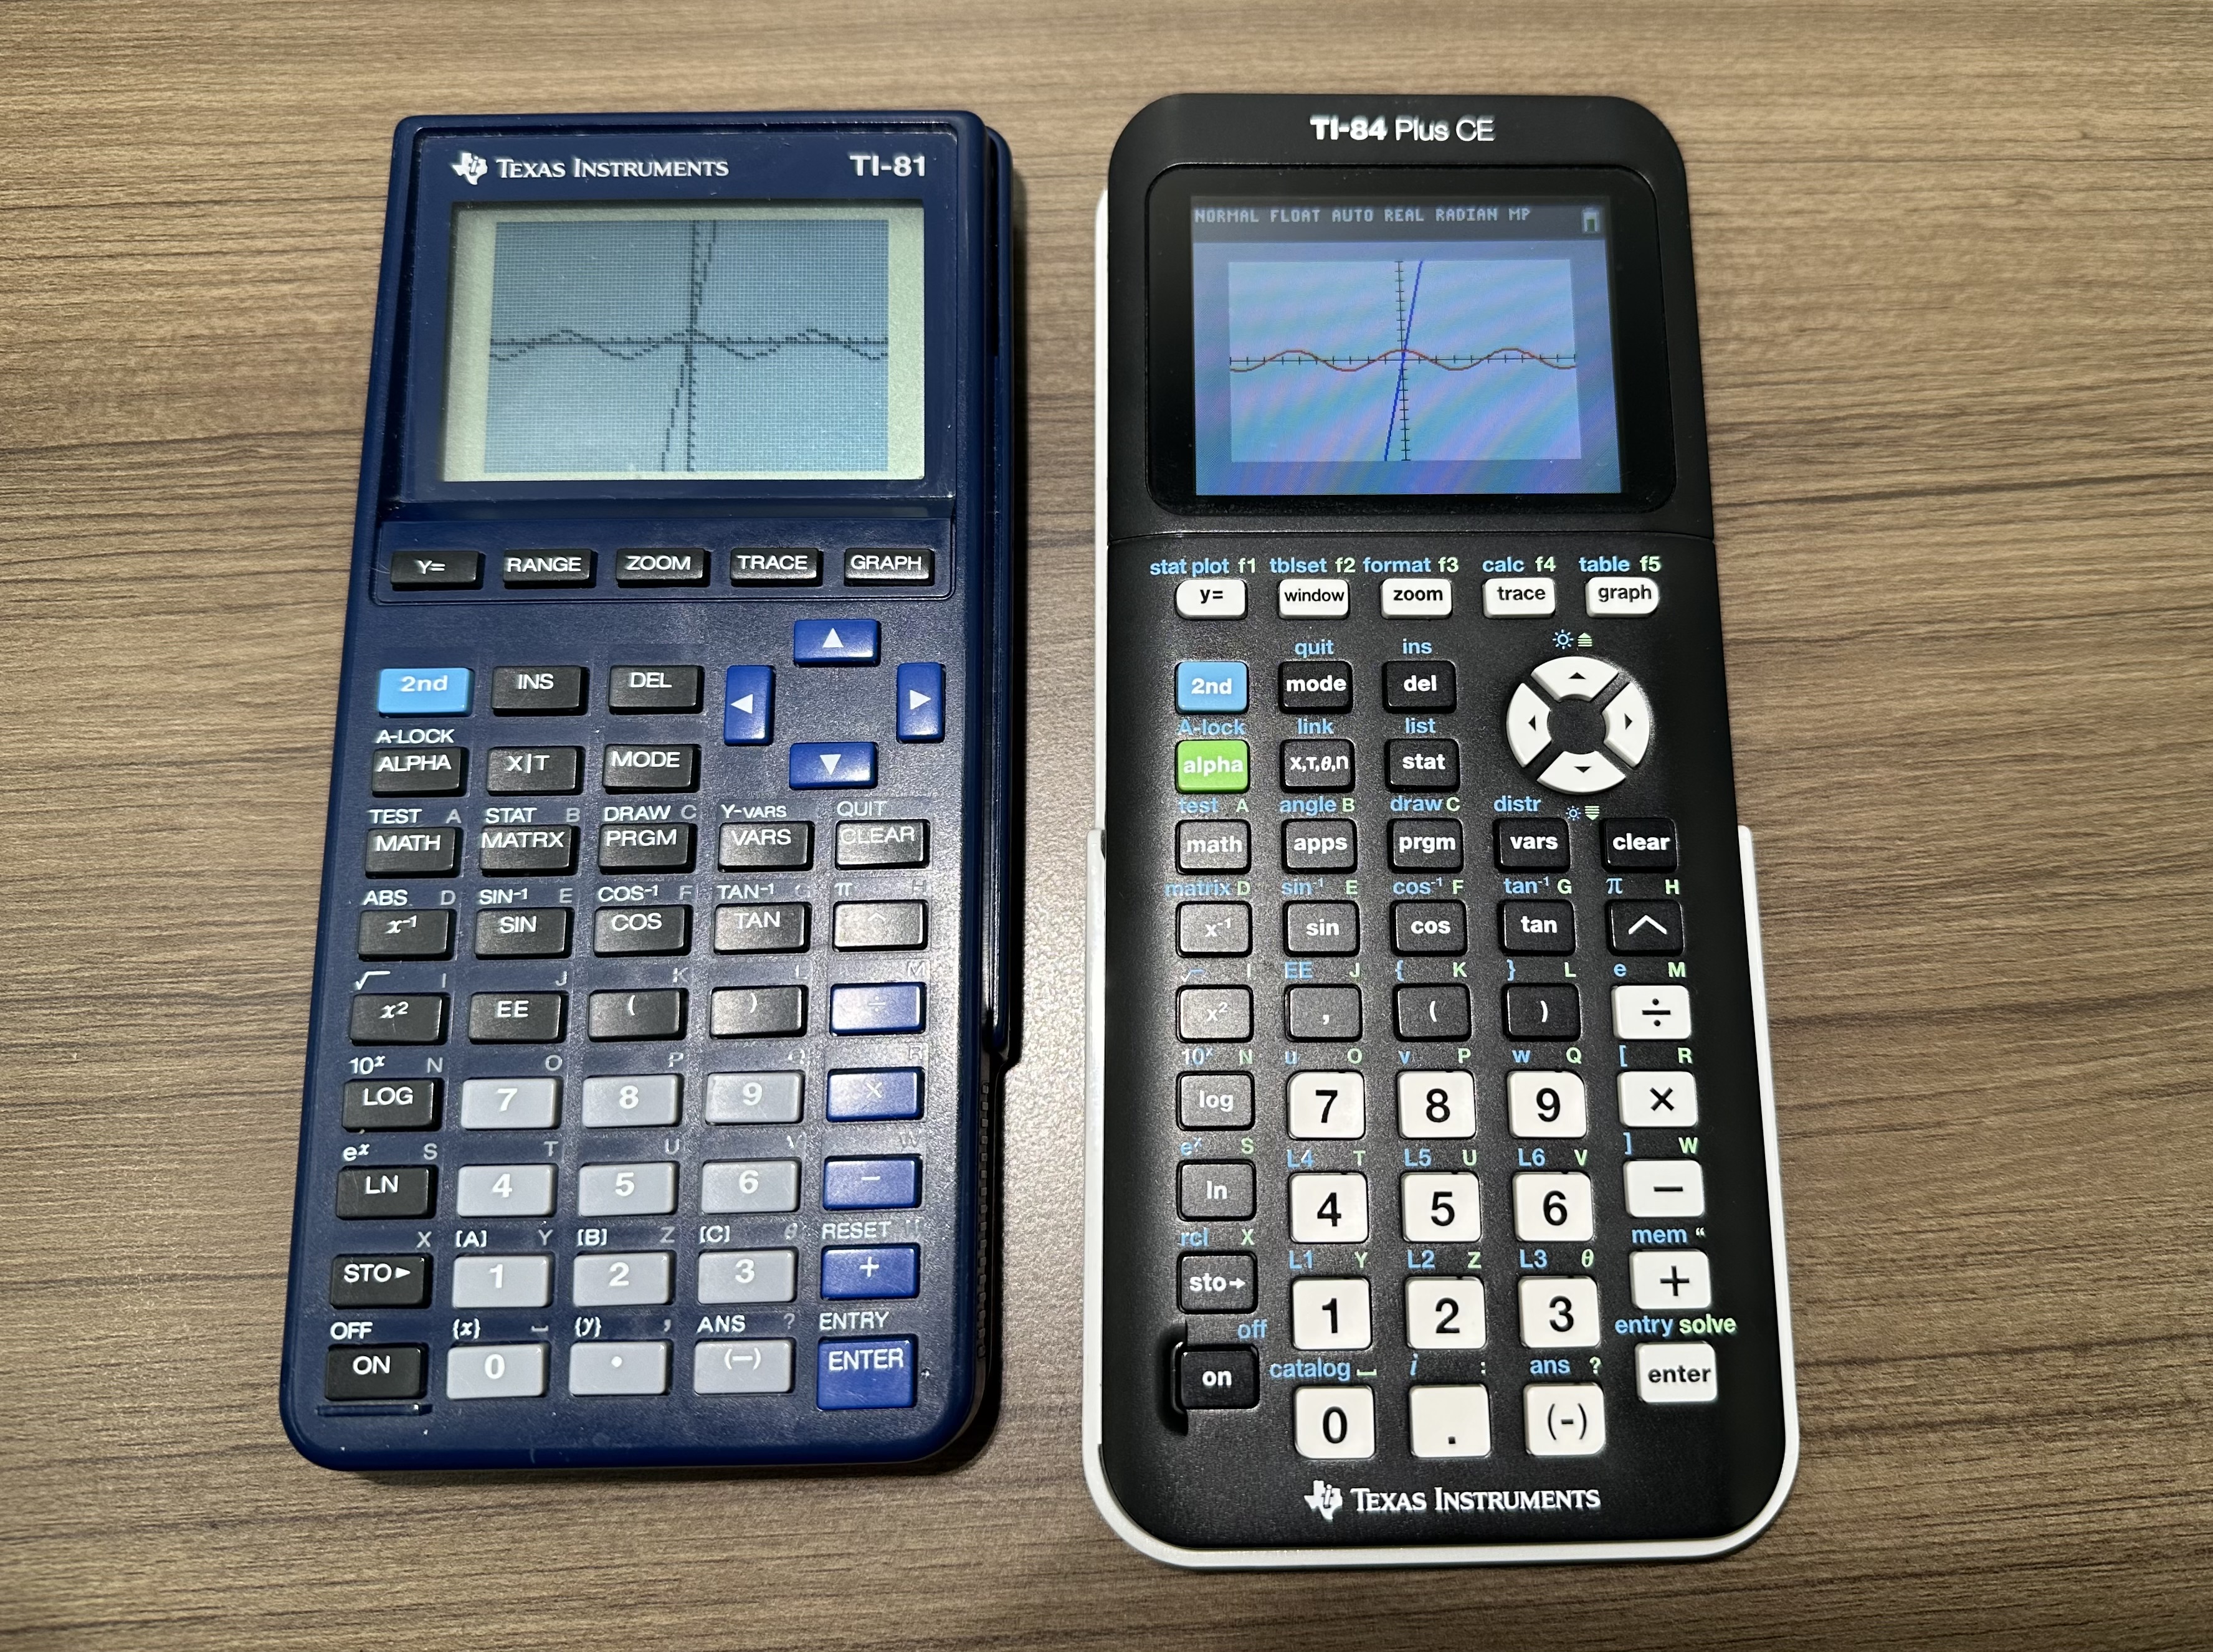 TEXAS INSTRUMENTS TI-81
Y= RANGE ZOOM TRACE GRAPH
2nd INS DEL
A-LOCK
ALPHA X|T MODE
TEST A STAT B DRAW C Y-VARS QUIT
MATH MATRX PRGM VARS CLEAR
ABS D SIN⁻¹ E COS⁻¹ F TAN⁻¹ G π H
x⁻¹ SIN COS TAN ^
√ I J K L M
x² EE ( ) ÷
10ˣ N O P Q R
LOG 7 8 9 ×
eˣ S T U V W
LN 4 5 6 −
X [A] Y [B] Z [C] θ RESET "
STO► 1 2 3 +
OFF {x} ⎵ {y} , ANS ? ENTRY
ON 0 . (−) ENTER
TI-84 Plus CE
NORMAL FLOAT AUTO REAL RADIAN MP
stat plot f1 tblset f2 format f3 calc f4 table f5
y= window zoom trace graph
quit ins
2nd mode del
A-lock link list
alpha X,T,θ,n stat
test A angle B draw C distr
math apps prgm vars clear
matrix D sin⁻¹ E cos⁻¹ F tan⁻¹ G π H
x⁻¹ sin cos tan ^
√ I EE J { K } L e M
x² , ( ) ÷
10ˣ N u O v P w Q [ R
log 7 8 9 ×
eˣ S L4 T L5 U L6 V ] W
ln 4 5 6 −
rcl X L1 Y L2 Z L3 θ mem "
sto→ 1 2 3 +
off catalog ⎵ i : ans ? entry solve
on 0 . (-) enter
TEXAS INSTRUMENTS